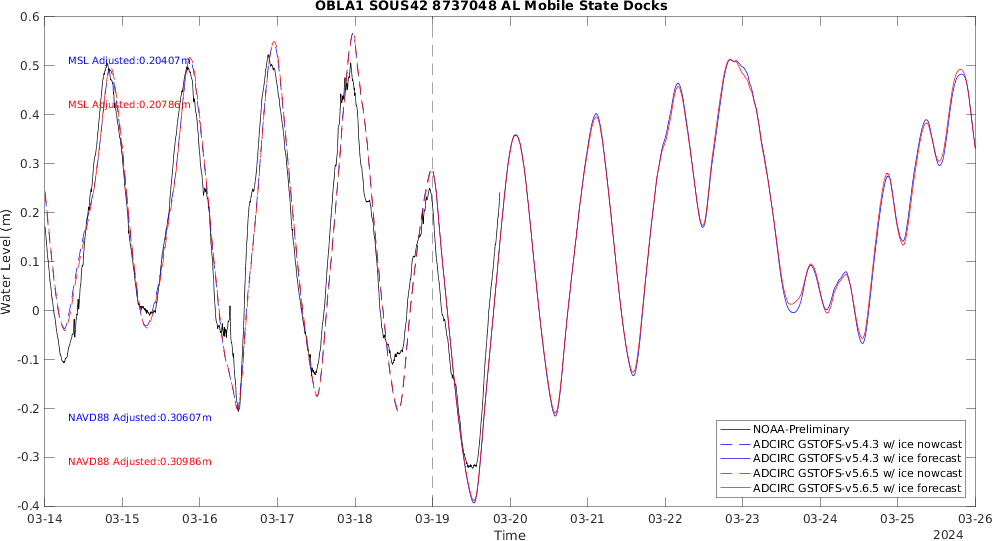 OBLA1 SOUS42 8737048 AL Mobile State Docks
0.6
0.5
0.4
0.3
0.2
0.1
0
-0.1
-0.2
-0.3
-0.4
Water Level (m)
MSL Adjusted:0.20407m
MSL Adjusted:0.20786m
NAVD88 Adjusted:0.30607m
NAVD88 Adjusted:0.30986m
NOAA-Preliminary
ADCIRC GSTOFS-v5.4.3 w/ ice nowcast
ADCIRC GSTOFS-v5.4.3 w/ ice forecast
ADCIRC GSTOFS-v5.6.5 w/ ice nowcast
ADCIRC GSTOFS-v5.6.5 w/ ice forecast
03-14 03-15 03-16 03-17 03-18 03-19 03-20 03-21 03-22 03-23 03-24 03-25 03-26
Time
2024